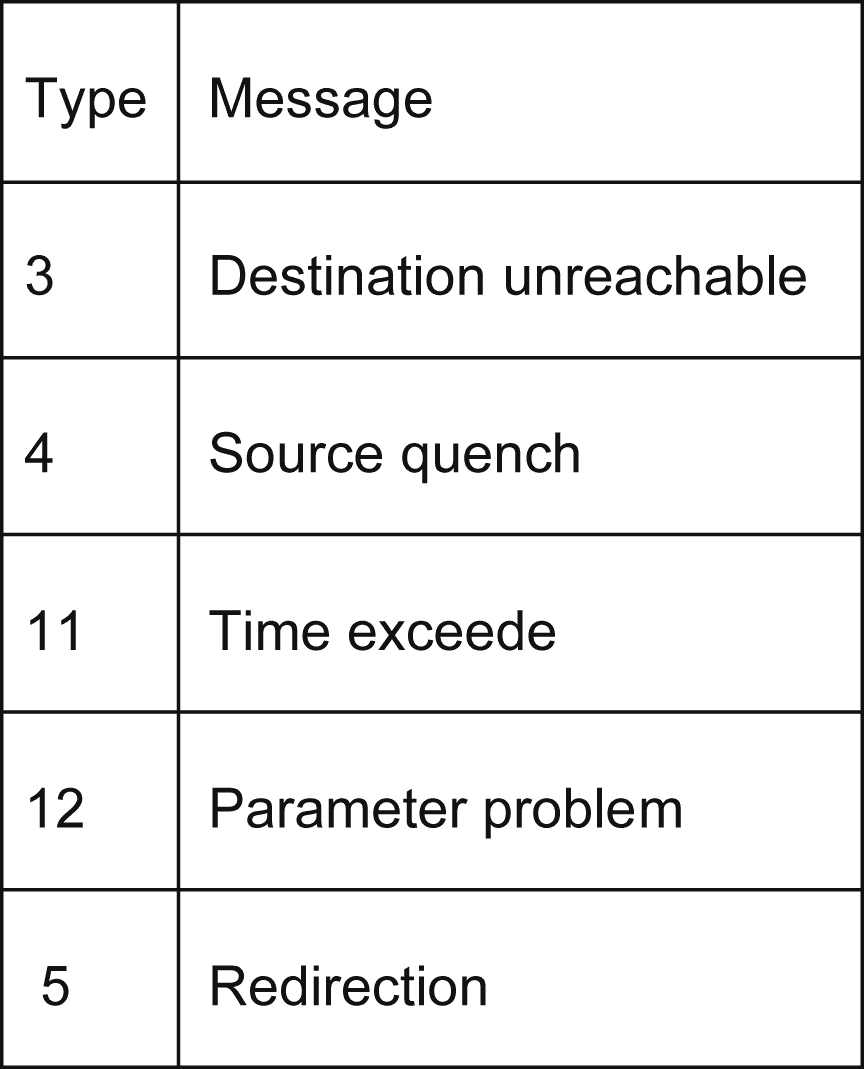 Type Message
3 Destination unreachable
4 Source quench
11 Time exceede
12 Parameter problem
5 Redirection